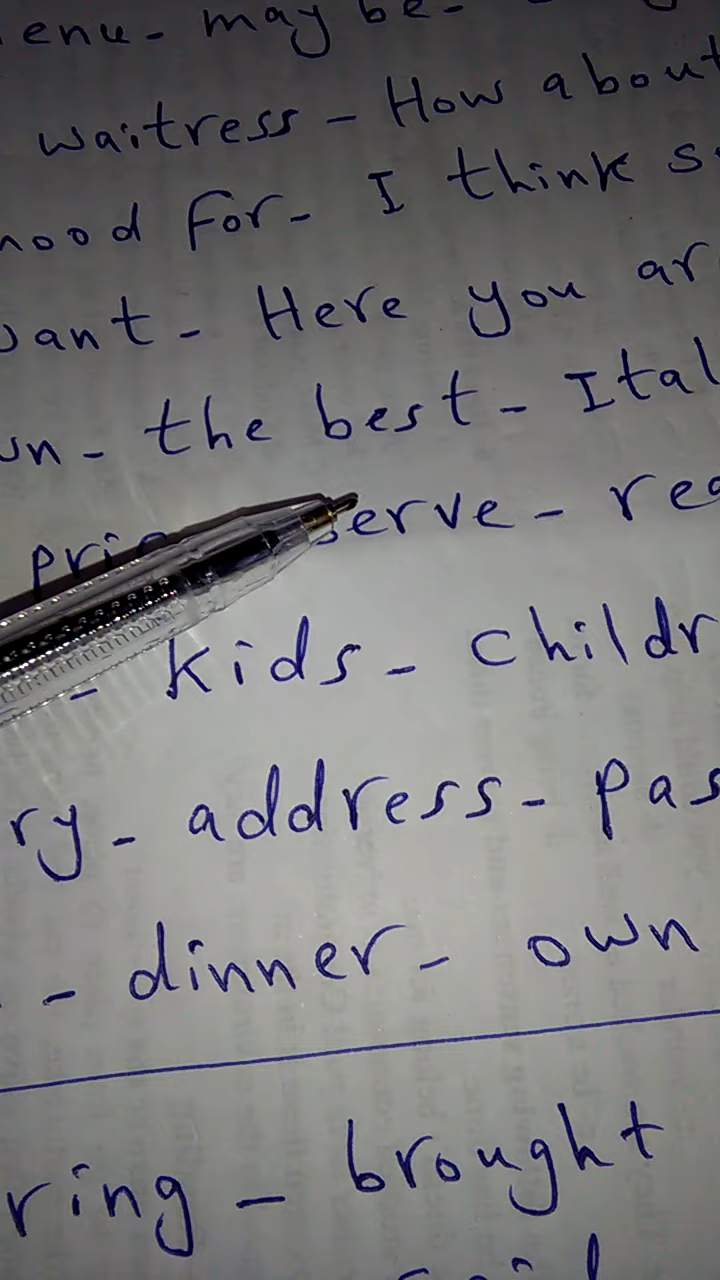 enu - may be -
waitress - How about
ood for - I think
ant - Here you ar
n - the best - Ital
pri serve - re
- kids - childr
ry - address - pas
- dinner - own
ring - brought